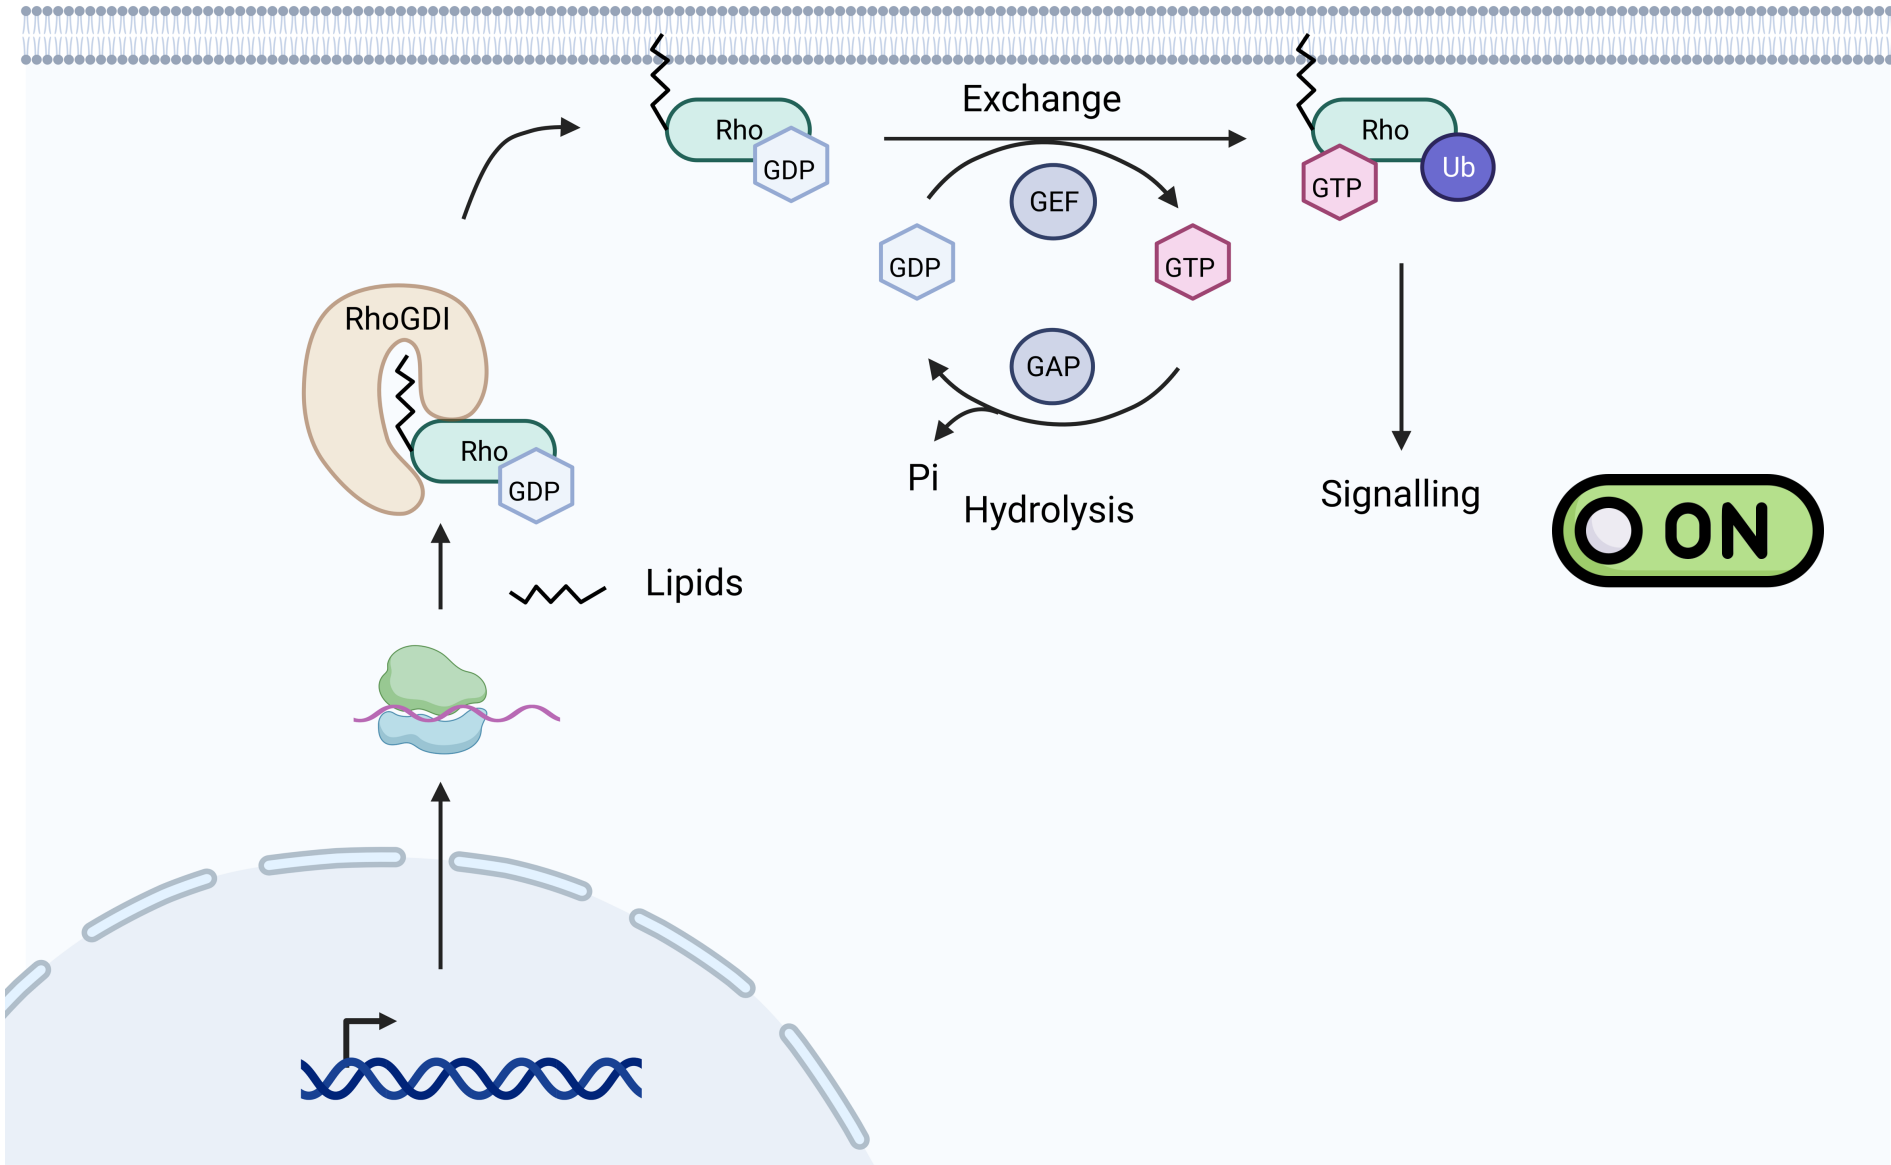 Exchange
Rho
GDP
Rho
GTP
Ub
GEF
GDP
GTP
RhoGDI
GAP
Rho
GDP
Pi
Hydrolysis
Signalling
ON
Lipids